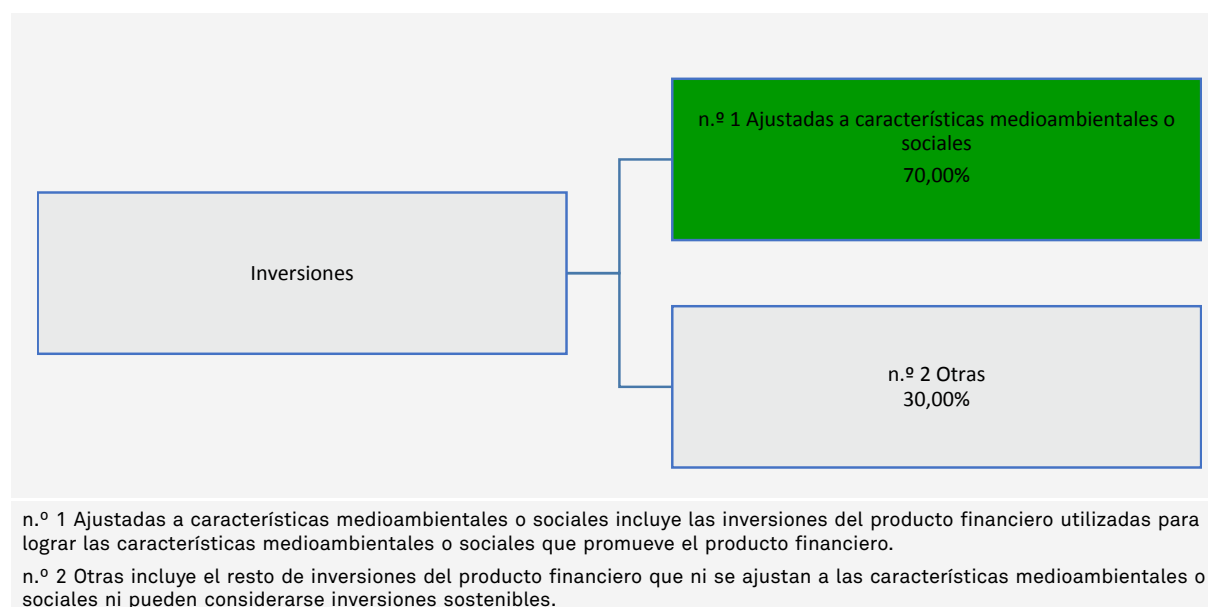 n.º 1 Ajustadas a características medioambientales o
sociales
70,00%
Inversiones
n.º 2 Otras
30,00%
n.º 1 Ajustadas a características medioambientales o sociales incluye las inversiones del producto financiero utilizadas para
lograr las características medioambientales o sociales que promueve el producto financiero.
n.º 2 Otras incluye el resto de inversiones del producto financiero que ni se ajustan a las características medioambientales o
sociales ni pueden considerarse inversiones sostenibles.